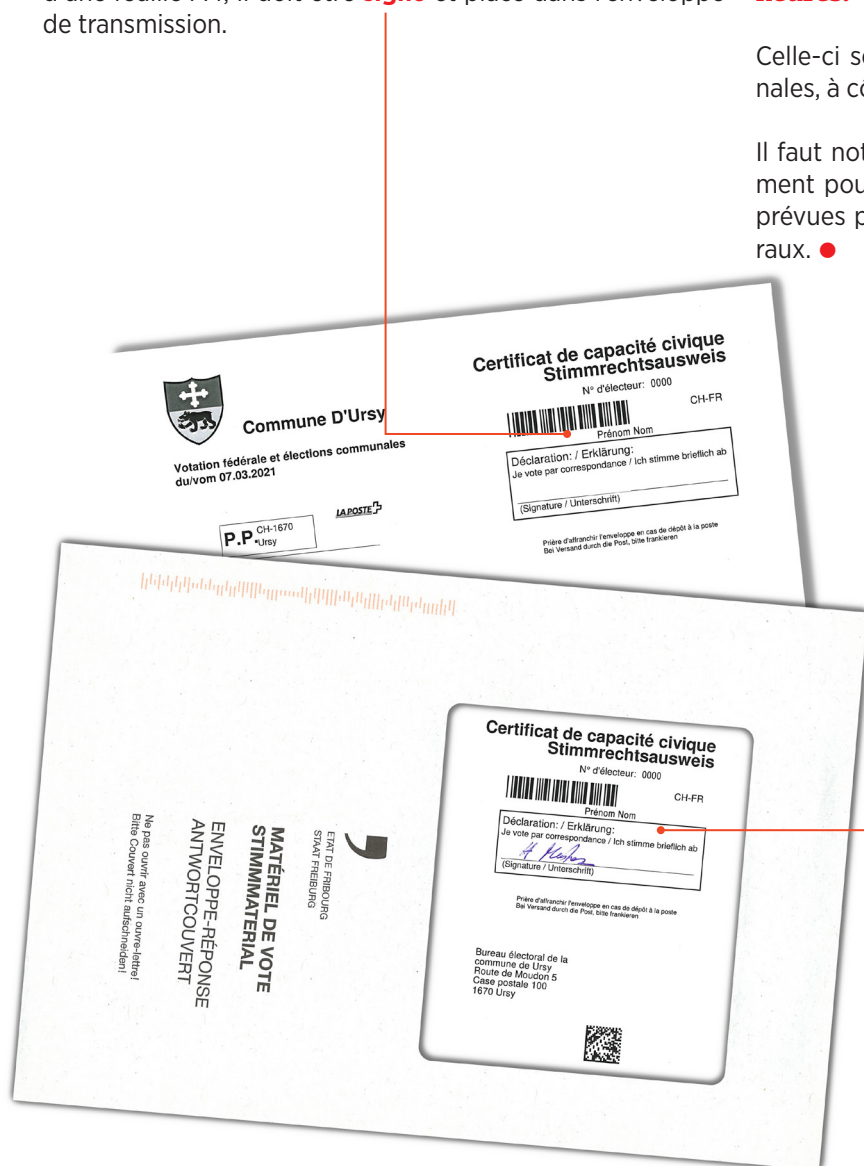 de transmission.
heures.
Celle-ci s
nales, à c
Il faut not
ment pou
prévues p
raux.
Certificat de capacité civique
Stimmrechtsausweis
N° d'électeur: 0000
CH-FR
Prénom Nom
Déclaration: / Erklärung:
Je vote par correspondance / Ich stimme brieflich ab
(Signature / Unterschrift)
Prière d'affranchir l'enveloppe en cas de dépôt à la poste
Bei Versand durch die Post, bitte frankieren
Commune D'Ursy
Votation fédérale et élections communales
du/vom 07.03.2021
LA POSTE
P.P. CH-1670
Ursy
Certificat de capacité civique
Stimmrechtsausweis
N° d'électeur: 0000
CH-FR
Prénom Nom
Déclaration: / Erklärung:
Je vote par correspondance / Ich stimme brieflich ab
(Signature / Unterschrift)
Prière d'affranchir l'enveloppe en cas de dépôt à la poste
Bei Versand durch die Post, bitte frankieren
Bureau électoral de la
commune de Ursy
Route de Moudon 5
Case postale 100
1670 Ursy
ETAT DE FRIBOURG
STAAT FREIBURG
MATÉRIEL DE VOTE
STIMMMATERIAL
ENVELOPPE-RÉPONSE
ANTWORTCOUVERT
Ne pas ouvrir avec un ouvre-lettre!
Bitte Couvert nicht aufschneiden!